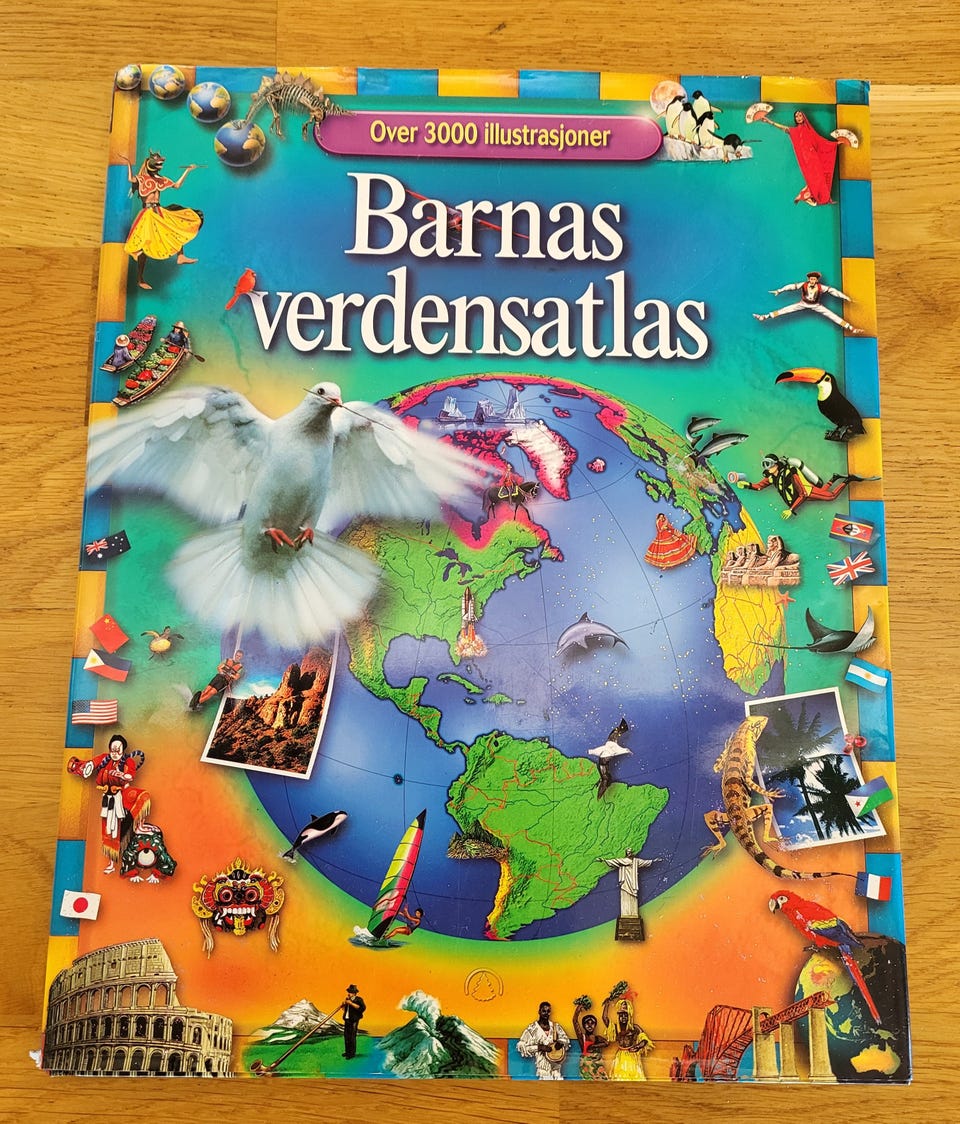 Over 3000 illustrasjoner
Barnas
verdensatlas